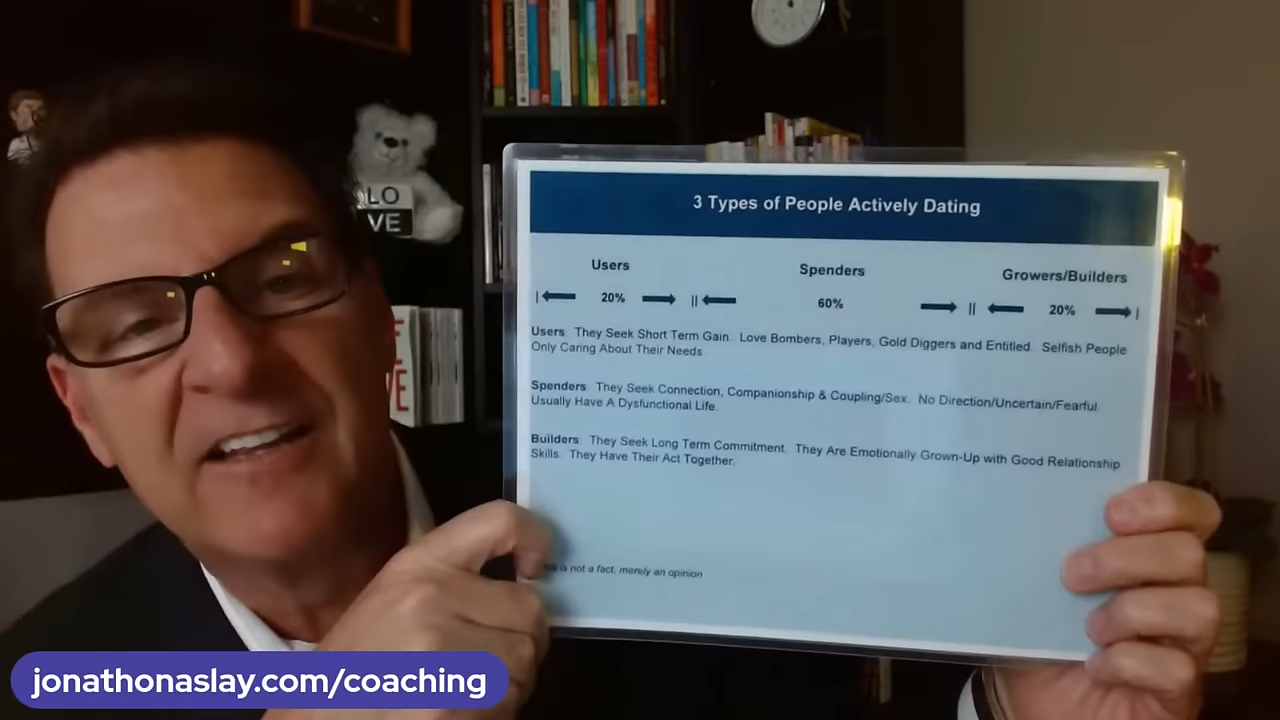 LO
VE
3 Types of People Actively Dating
Users Spenders Growers/Builders
20% 60% 20%
Users: They Seek Short Term Gain. Love Bombers, Players, Gold Diggers and Entitled. Selfish People
Only Caring About Their Needs.
Spenders: They Seek Connection, Companionship & Coupling/Sex. No Direction/Uncertain/Fearful.
Usually Have A Dysfunctional Life.
Builders: They Seek Long Term Commitment. They Are Emotionally Grown-Up with Good Relationship
Skills. They Have Their Act Together.
is not a fact, merely an opinion
jonathonaslay.com/coaching